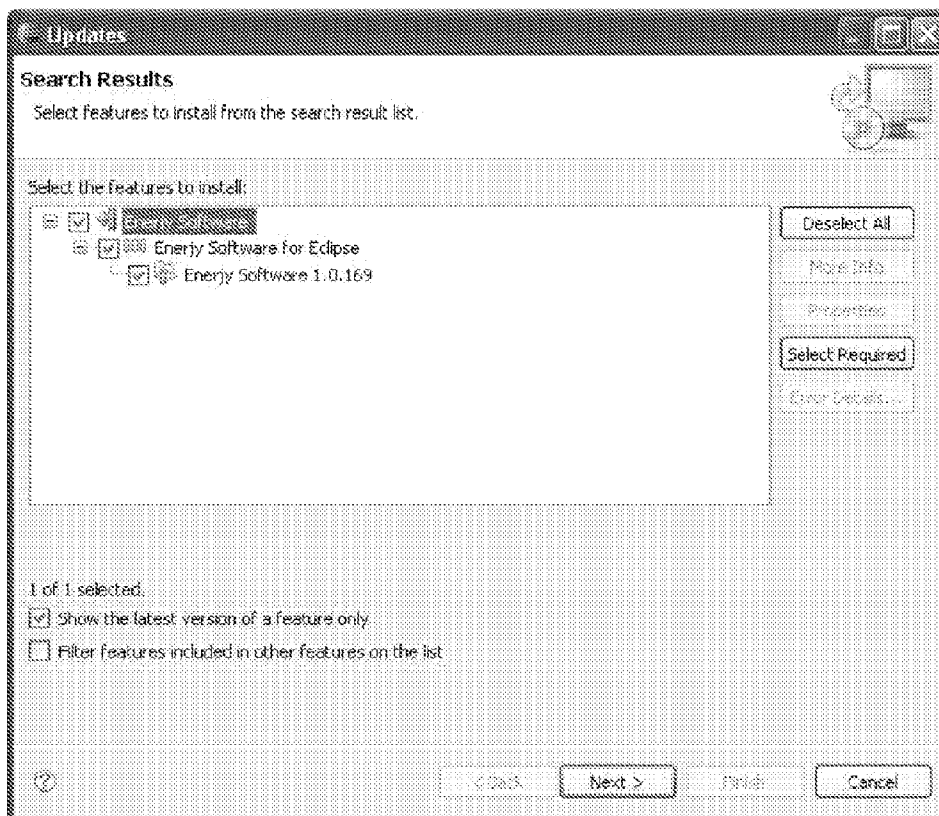 Updates
Search Results
Select features to install from the search result list.
Select the features to install:
Enerjy Software
Enerjy Software for Eclipse
Enerjy Software 1.0.169
Deselect All
More Info
Properties
Select Required
Error Details...
1 of 1 selected.
Show the latest version of a feature only
Filter features included in other features on the list
< Back
Next >
Finish
Cancel